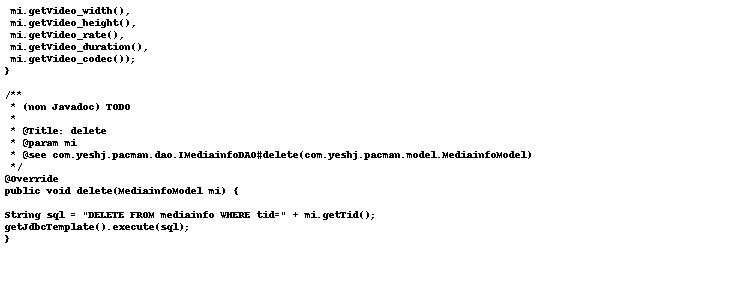 mi.getVideo_width(),
mi.getVideo_height(),
mi.getVideo_rate(),
mi.getVideo_duration(),
mi.getVideo_codec());
}
/**
* (non Javadoc) TODO
*
* @Title: delete
* @param mi
* @see com.yeshj.pacman.dao.IMediainfoDAO#delete(com.yeshj.pacman.model.MediainfoModel)
*/
@Override
public void delete(MediainfoModel mi) {
String sql = "DELETE FROM mediainfo WHERE tid=" + mi.getTid();
getJdbcTemplate().execute(sql);
}